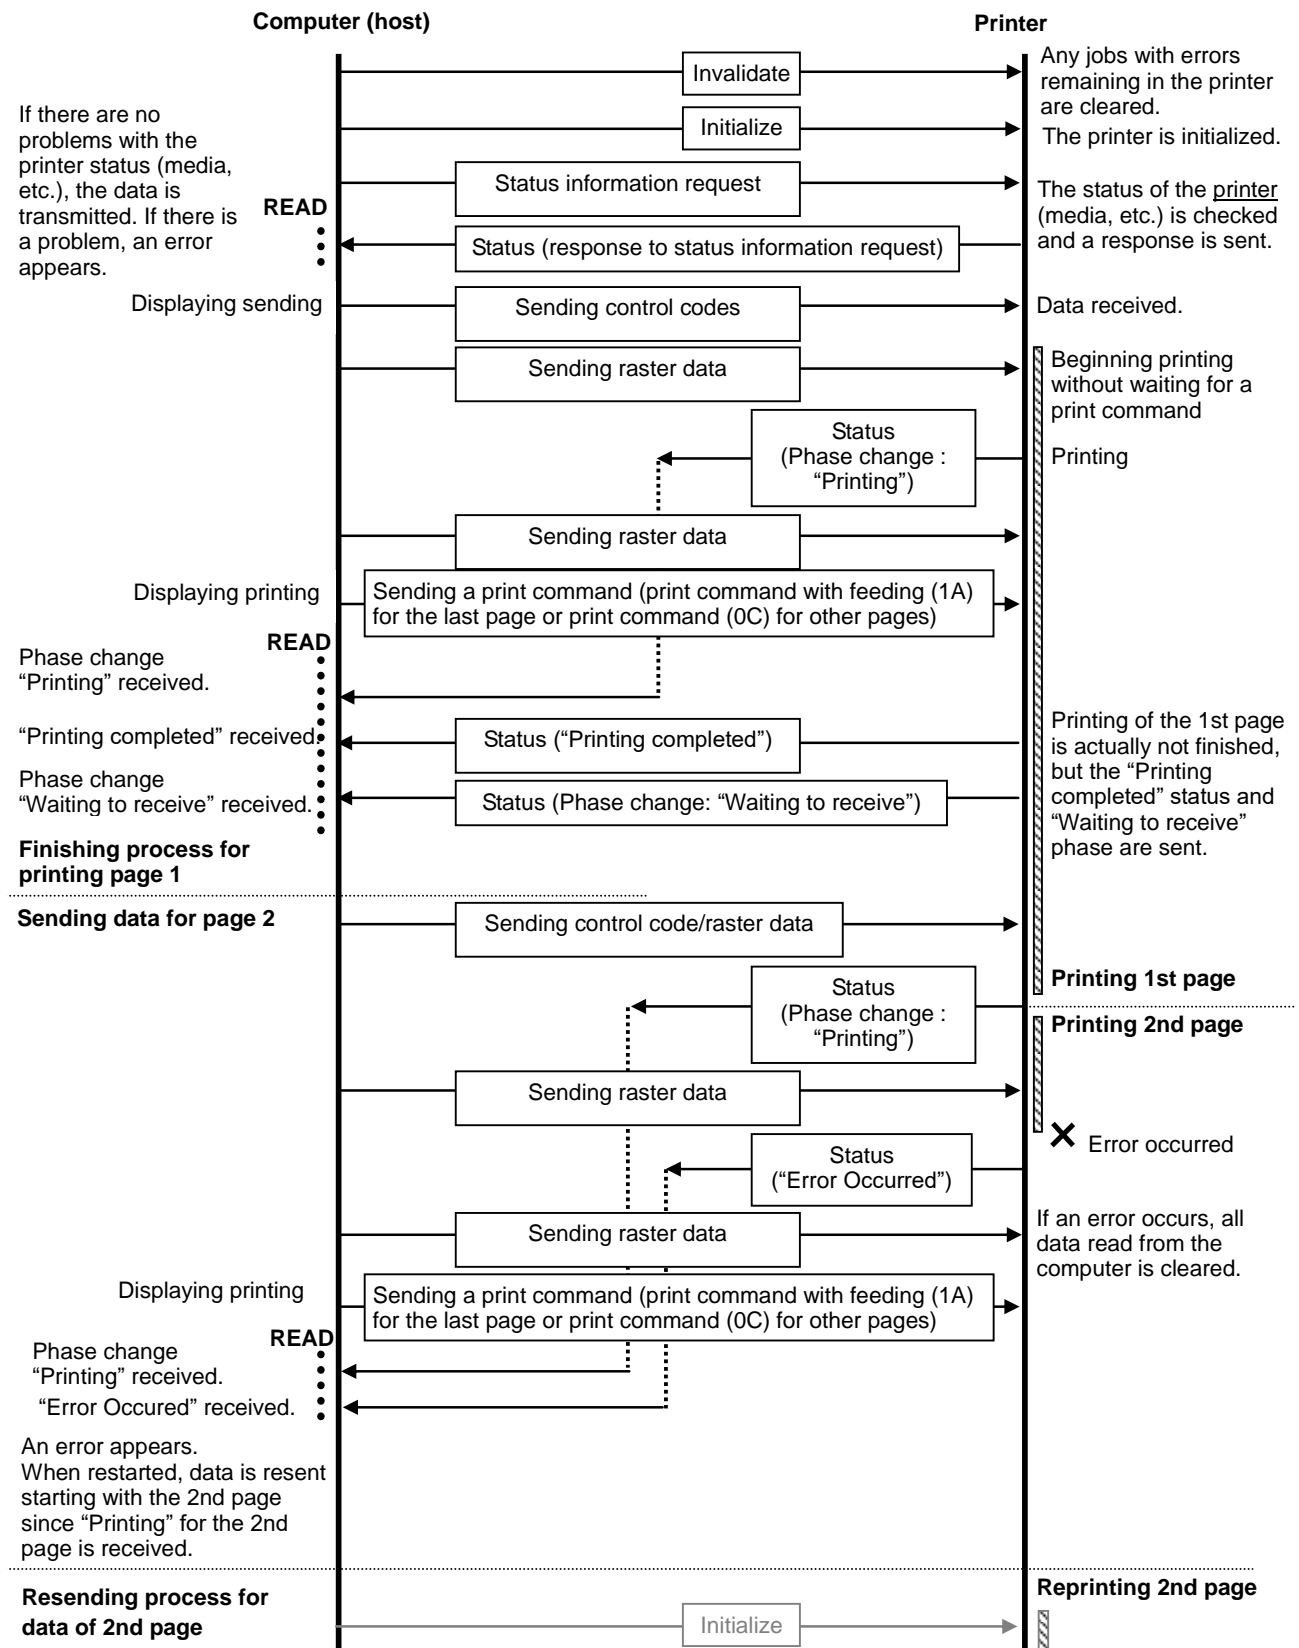 Computer (host)
Printer
Invalidate
Any jobs with errors
remaining in the printer
are cleared.
If there are no
problems with the
printer status (media,
etc.), the data is
transmitted. If there is
a problem, an error
appears.
Initialize
The printer is initialized.
Status information request
READ
The status of the printer
(media, etc.) is checked
and a response is sent.
Status (response to status information request)
Displaying sending
Sending control codes
Data received.
Sending raster data
Beginning printing
without waiting for a
print command
Status
(Phase change :
“Printing”)
Printing
Sending raster data
Displaying printing
Sending a print command (print command with feeding (1A)
for the last page or print command (0C) for other pages)
READ
Phase change
“Printing” received.
“Printing completed” received.
Status (“Printing completed”)
Printing of the 1st page
is actually not finished,
but the “Printing
completed” status and
“Waiting to receive”
phase are sent.
Phase change
“Waiting to receive” received.
Status (Phase change: “Waiting to receive”)
Finishing process for
printing page 1
Sending data for page 2
Sending control code/raster data
Printing 1st page
Status
(Phase change :
“Printing”)
Printing 2nd page
Sending raster data
Error occurred
Status
(“Error Occurred”)
Sending raster data
If an error occurs, all
data read from the
computer is cleared.
Displaying printing
Sending a print command (print command with feeding (1A)
for the last page or print command (0C) for other pages)
READ
Phase change
“Printing” received.
“Error Occured” received.
An error appears.
When restarted, data is resent
starting with the 2nd page
since “Printing” for the 2nd
page is received.
Resending process for
data of 2nd page
Reprinting 2nd page
Initialize